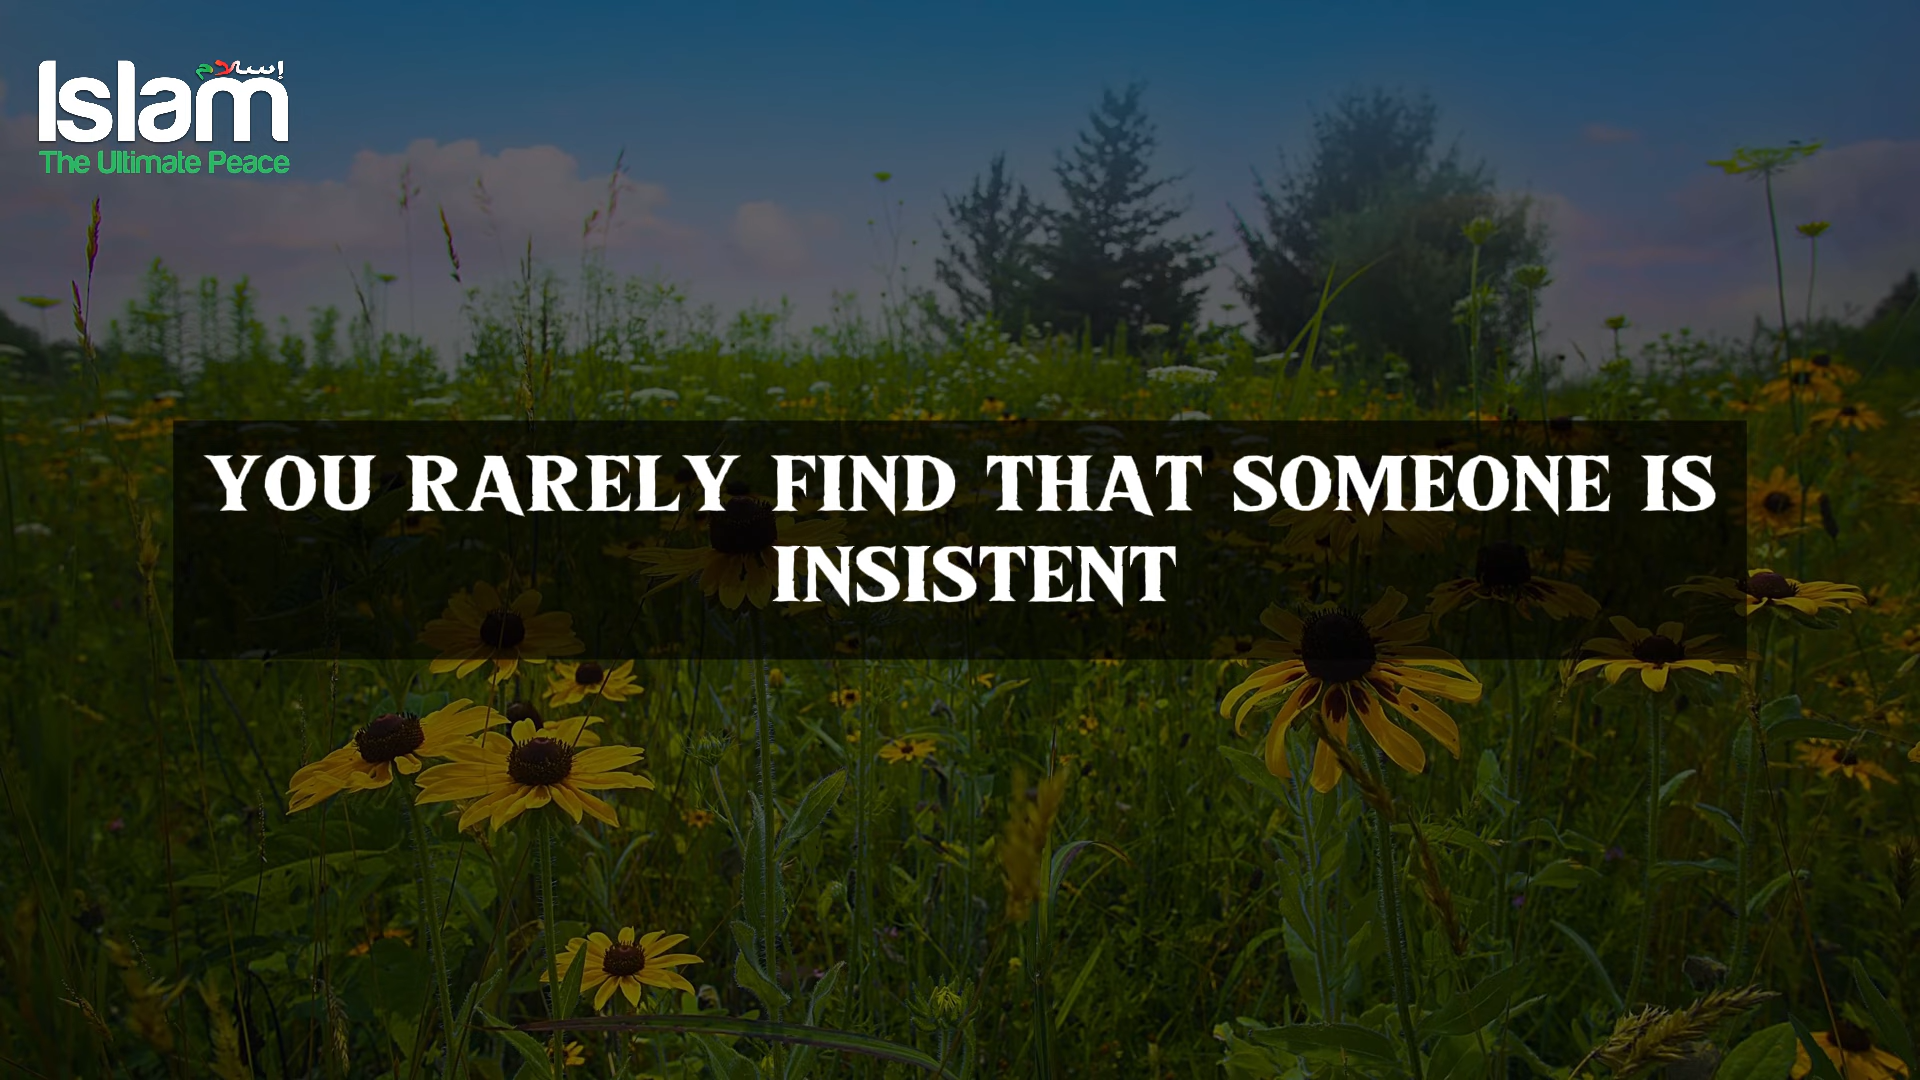 إسلام
Islam
The Ultimate Peace
YOU RARELY FIND THAT SOMEONE IS
INSISTENT